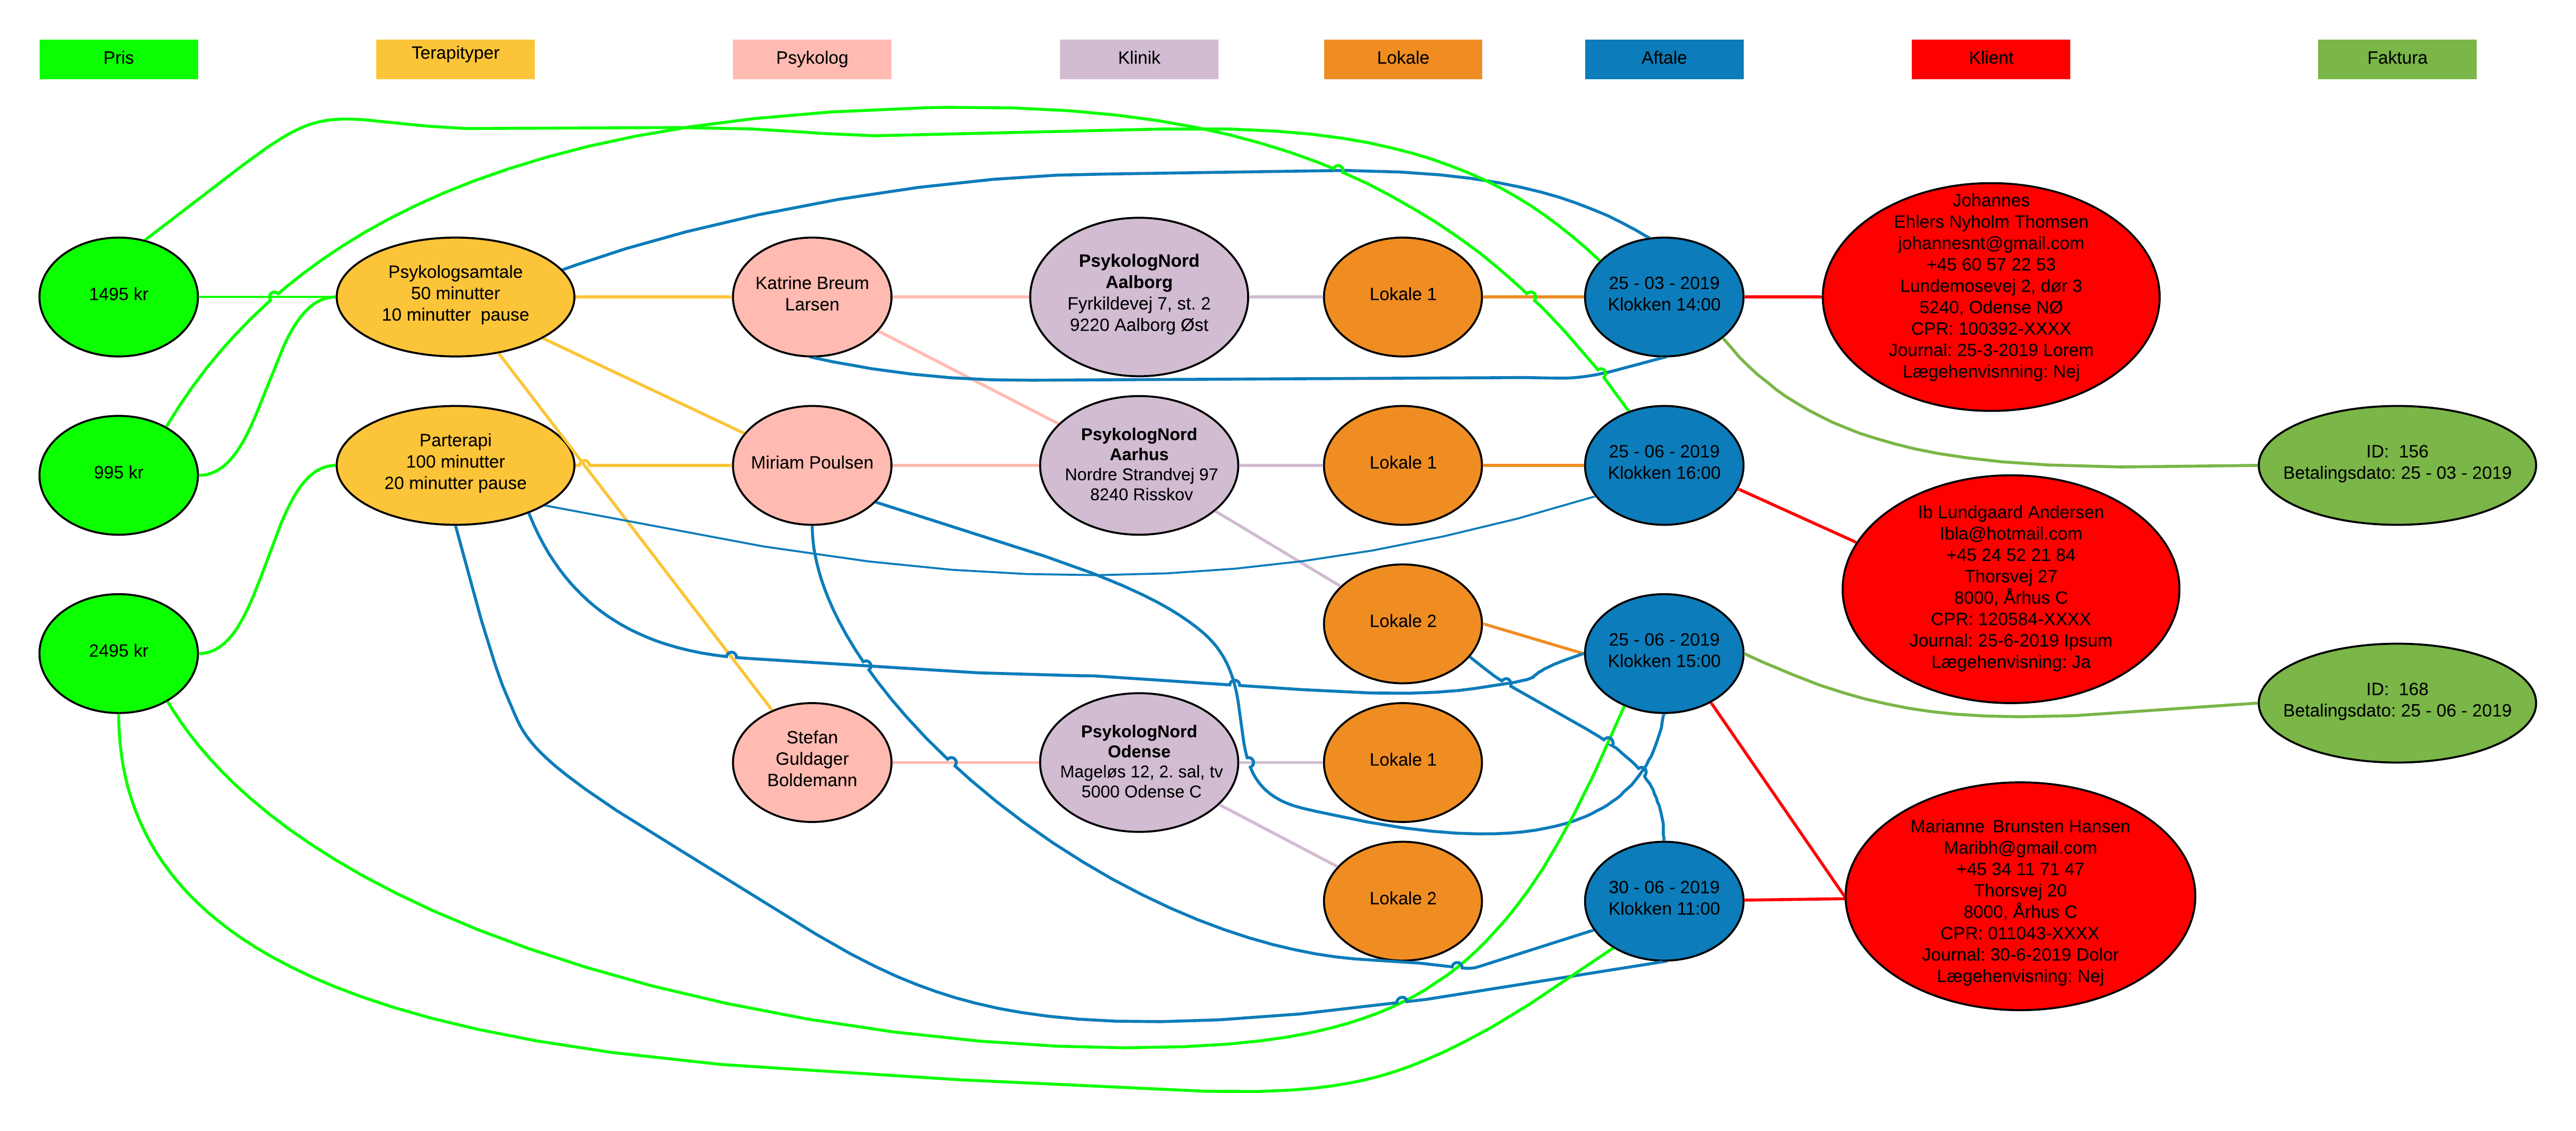 Pris
Terapityper
Psykolog
Klinik
Lokale
Aftale
Klient
Faktura
1495 kr
995 kr
2495 kr
Psykologsamtale
50 minutter
10 minutter  pause
Parterapi
100 minutter
20 minutter pause
Katrine Breum
Larsen
Miriam Poulsen
Stefan
Guldager
Boldemann
PsykologNord
Aalborg
Fyrkildevej 7, st. 2
9220 Aalborg Øst
PsykologNord
Aarhus
Nordre Strandvej 97
8240 Risskov
PsykologNord
Odense
Mageløs 12, 2. sal, tv
5000 Odense C
Lokale 1
Lokale 1
Lokale 2
Lokale 1
Lokale 2
25 - 03 - 2019
Klokken 14:00
25 - 06 - 2019
Klokken 16:00
25 - 06 - 2019
Klokken 15:00
30 - 06 - 2019
Klokken 11:00
Johannes
Ehlers Nyholm Thomsen
johannesnt@gmail.com
+45 60 57 22 53
Lundemosevej 2, dør 3
5240, Odense NØ
CPR: 100392-XXXX
Journal: 25-3-2019 Lorem
Lægehenvisnning: Nej
Ib Lundgaard Andersen
Ibla@hotmail.com
+45 24 52 21 84
Thorsvej 27
8000, Århus C
CPR: 120584-XXXX
Journal: 25-6-2019 Ipsum
Lægehenvisning: Ja
Marianne  Brunsten Hansen
Maribh@gmail.com
+45 34 11 71 47
Thorsvej 20
8000, Århus C
CPR: 011043-XXXX
Journal: 30-6-2019 Dolor
Lægehenvisning: Nej
ID:  156
Betalingsdato: 25 - 03 - 2019
ID:  168
Betalingsdato: 25 - 06 - 2019